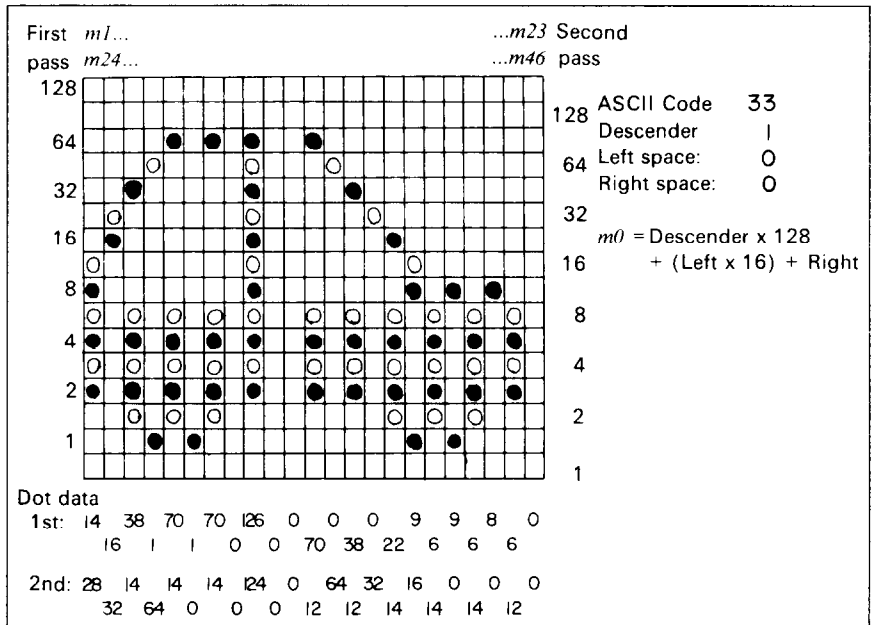 First m1... ...m23 Second
pass m24... ...m46 pass
128
128
64
64
32
32
16
16
8
8
4
4
2
2
1
1
ASCII Code 33
Descender 1
Left space: 0
Right space: 0
m0 = Descender x 128
+ (Left x 16) + Right
Dot data
1st: 14 38 70 70 126 0 0 0 9 9 8 0
16 1 1 0 0 70 38 22 6 6 6
2nd: 28 14 14 14 124 0 64 32 16 0 0 0
32 64 0 0 0 12 12 14 14 14 12